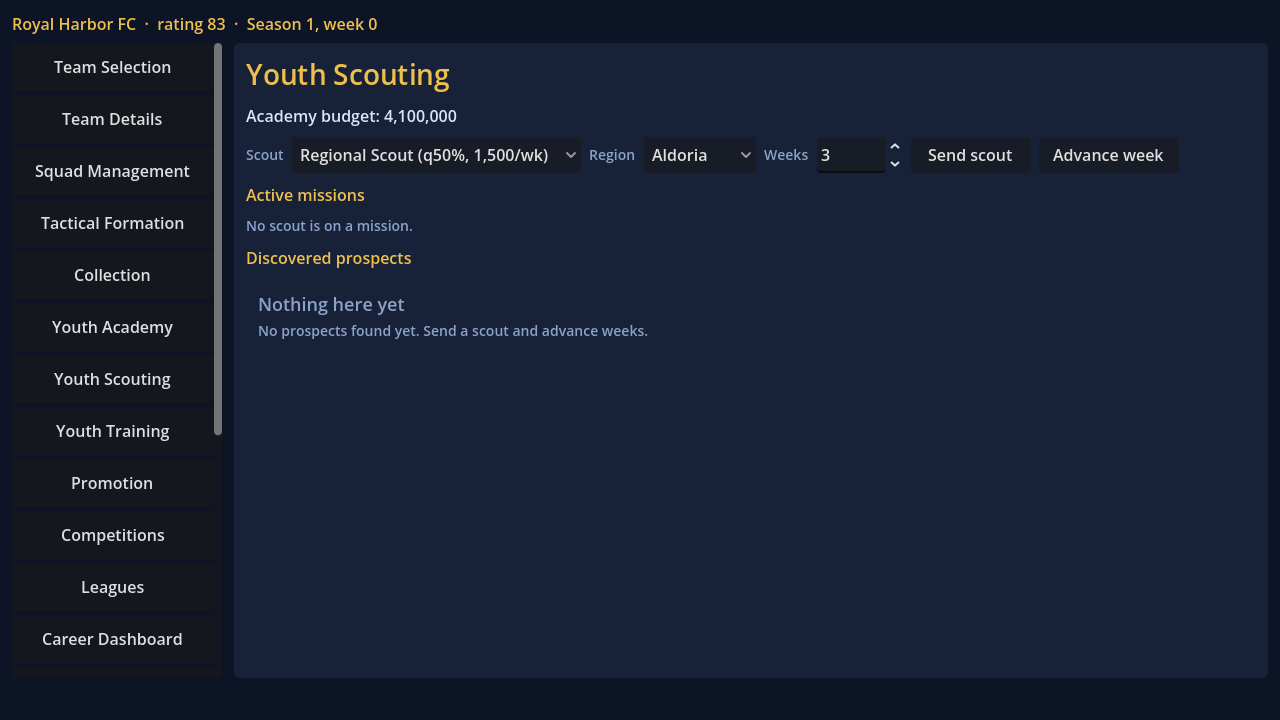 Royal Harbor FC · rating 83 · Season 1, week 0
Team Selection
Team Details
Squad Management
Tactical Formation
Collection
Youth Academy
Youth Scouting
Youth Training
Promotion
Competitions
Leagues
Career Dashboard
Youth Scouting
Academy budget: 4,100,000
Scout Regional Scout (q50%, 1,500/wk) Region Aldoria Weeks 3 Send scout Advance week
Active missions
No scout is on a mission.
Discovered prospects
Nothing here yet
No prospects found yet. Send a scout and advance weeks.